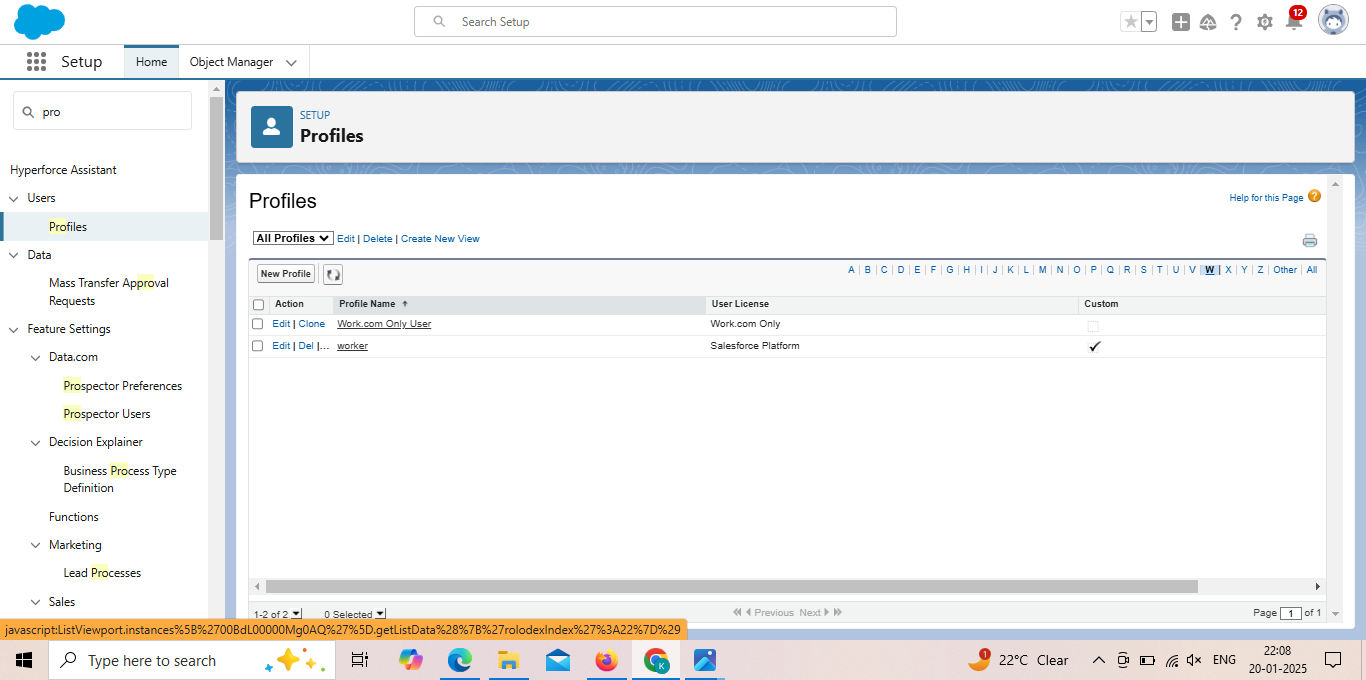 Search Setup
12
Setup
Home
Object Manager
pro
Hyperforce Assistant
Users
Profiles
Data
Mass Transfer Approval
Requests
Feature Settings
Data.com
Prospector Preferences
Prospector Users
Decision Explainer
Business Process Type
Definition
Functions
Marketing
Lead Processes
Sales
SETUP
Profiles
Profiles
Help for this Page ?
All Profiles Edit | Delete | Create New View
New Profile
A | B | C | D | E | F | G | H | I | J | K | L | M | N | O | P | Q | R | S | T | U | V | W | X | Y | Z | Other | All
Action Profile Name User License Custom
Edit | Clone Work.com Only User Work.com Only
Edit | Del |... worker Salesforce Platform
1-2 of 2 0 Selected Previous Next Page 1 of 1
javascript:ListViewport.instances%5B%2700BdL00000Mg0AQ%27%5D.getListData%28%7B%27rolodexIndex%27%3A22%7D%29
Type here to search
K
1
22°C Clear
ENG
22:08
20-01-2025